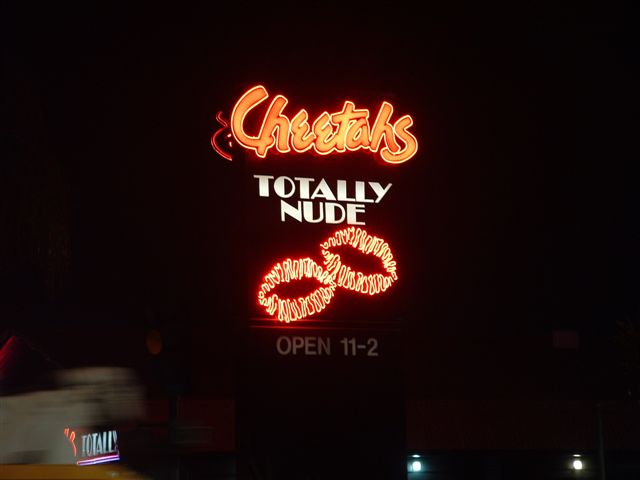 Cheetahs
TOTALLY
NUDE
OPEN 11-2
TOTALLY